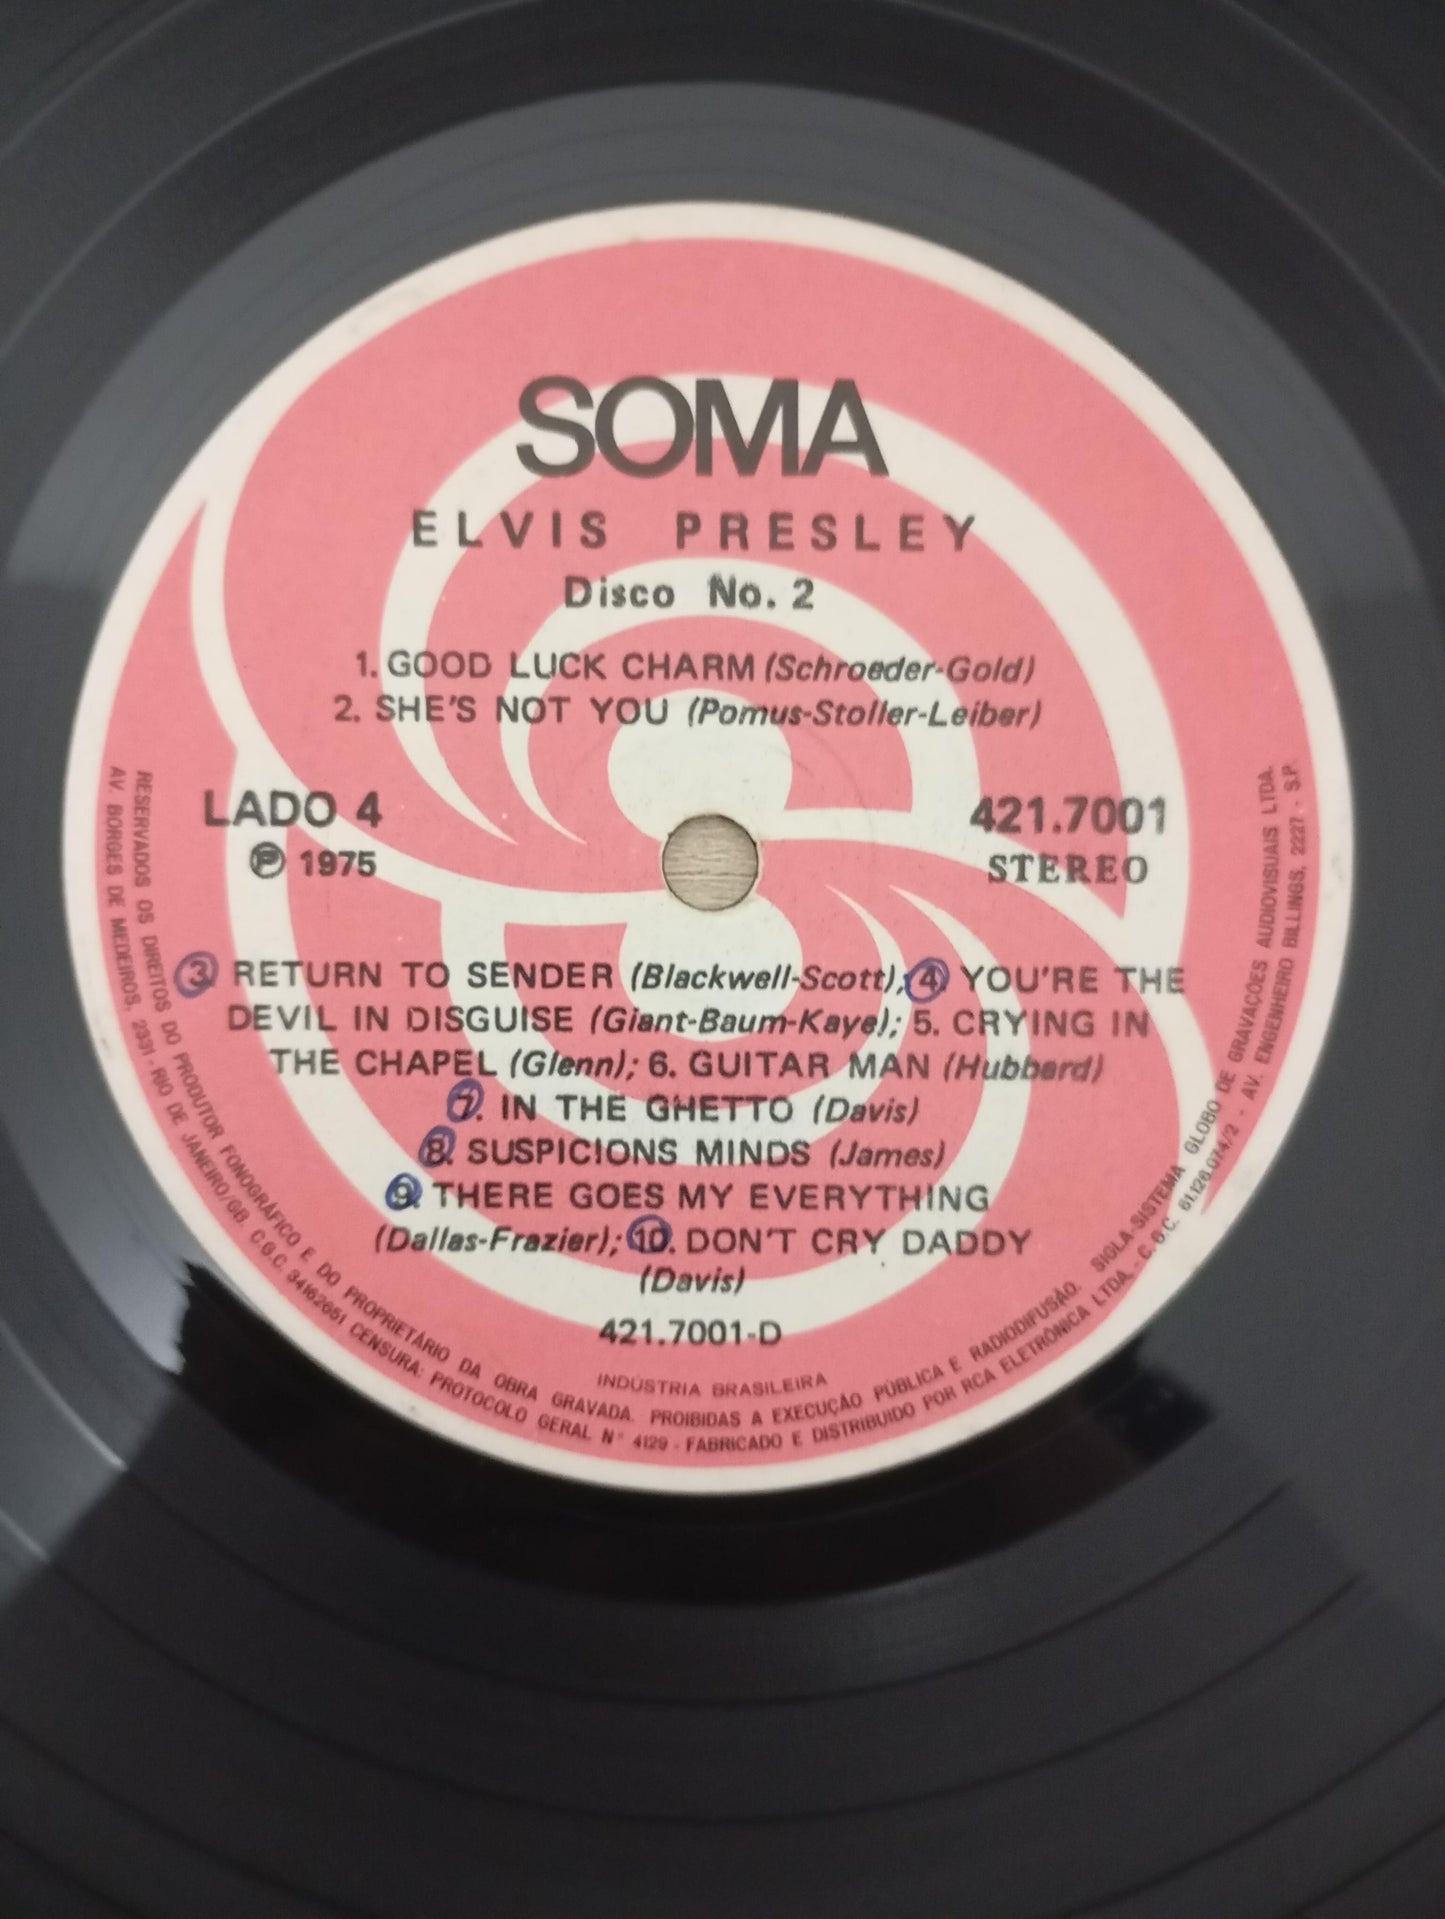 SOMA
ELVIS PRESLEY
Disco No. 2
1. GOOD LUCK CHARM (Schroeder-Gold)
2. SHE'S NOT YOU (Pomus-Stoller-Leiber)
LADO 4
℗ 1975
421.7001
STEREO
3 RETURN TO SENDER (Blackwell-Scott); 4. YOU'RE THE
DEVIL IN DISGUISE (Giant-Baum-Kaye); 5. CRYING IN
THE CHAPEL (Glenn); 6. GUITAR MAN (Hubbard)
7. IN THE GHETTO (Davis)
8. SUSPICIONS MINDS (James)
9. THERE GOES MY EVERYTHING
(Dallas-Frazier); 10. DON'T CRY DADDY
(Davis)
421.7001-D
INDÚSTRIA BRASILEIRA
RESERVADOS OS DIREITOS DO PRODUTOR FONOGRÁFICO E DO PROPRIETÁRIO DA OBRA GRAVADA. PROIBIDAS A EXECUÇÃO PÚBLICA E RADIODIFUSÃO. SIGLA-SISTEMA GLOBO DE GRAVAÇÕES AUDIOVISUAIS LTDA.
AV. BORGES DE MEDEIROS, 2931 - RIO DE JANEIRO/GB C.G.C. 34162651 CENSURA: PROTOCOLO GERAL Nº 4129 - FABRICADO E DISTRIBUIDO POR RCA ELETRÔNICA LTDA. - C.G.C. 61.126.074/2 - AV. ENGENHEIRO BILLINGS, 2227 - S.P.